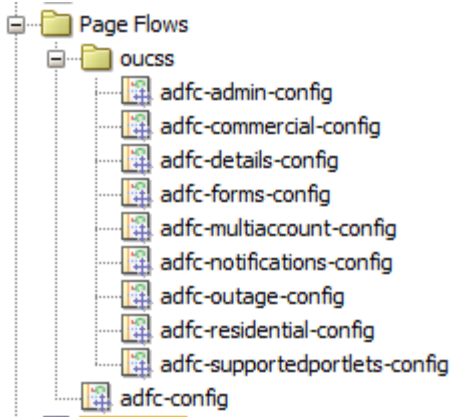 Page Flows
oucss
adfc-admin-config
adfc-commercial-config
adfc-details-config
adfc-forms-config
adfc-multiaccount-config
adfc-notifications-config
adfc-outage-config
adfc-residential-config
adfc-supportedportlets-config
adfc-config